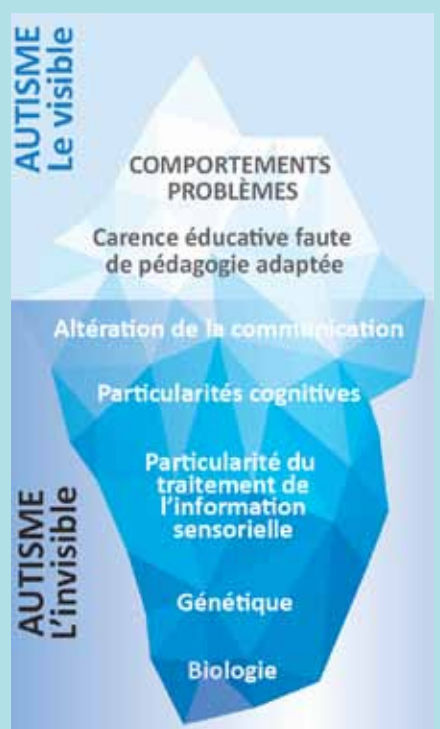 AUTISME
Le visible
COMPORTEMENTS
PROBLÈMES
Carence éducative faute
de pédagogie adaptée
Altération de la communication
Particularités cognitives
Particularité du
traitement de
l’information
sensorielle
Génétique
Biologie
AUTISME
L’invisible